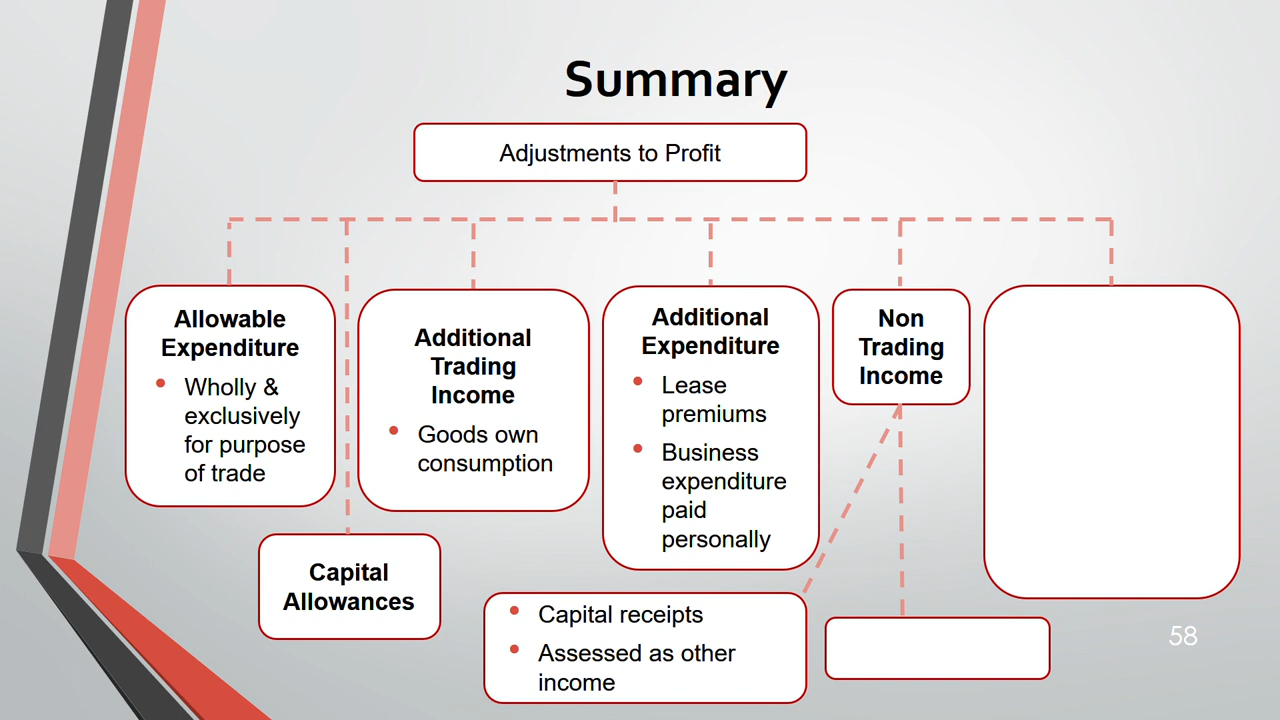 Summary
Adjustments to Profit
Allowable
Expenditure
• Wholly &
exclusively
for purpose
of trade
Additional
Trading
Income
• Goods own
consumption
Additional
Expenditure
• Lease
premiums
• Business
expenditure
paid
personally
Non
Trading
Income
Capital
Allowances
• Capital receipts
• Assessed as other
income
58